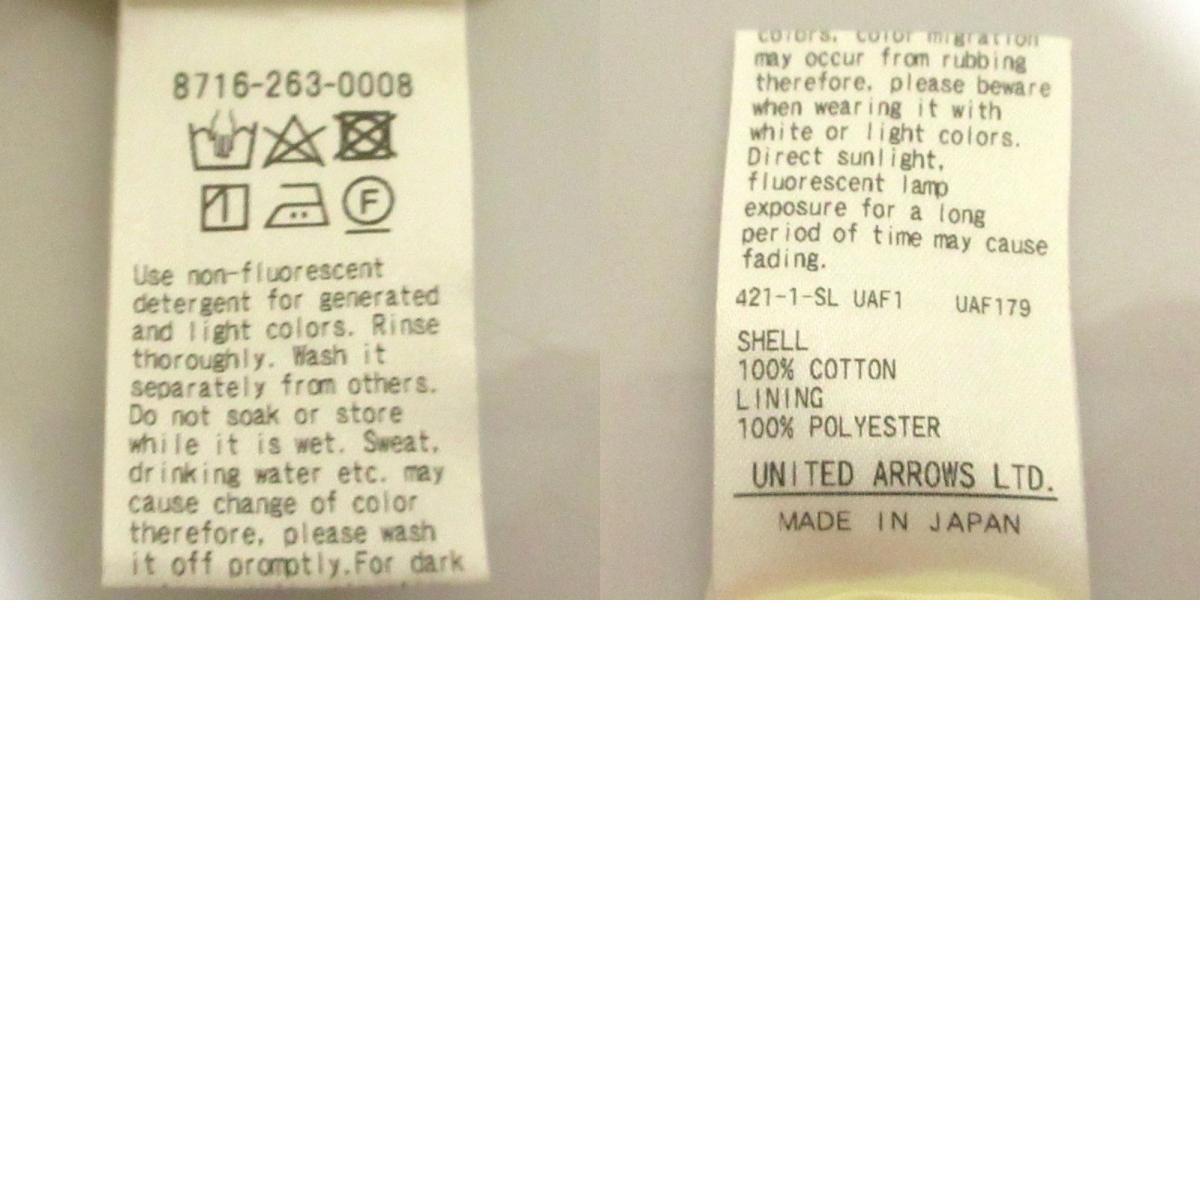 8716-263-0008
F
Use non-fluorescent
detergent for generated
and light colors. Rinse
thoroughly. Wash it
separately from others.
Do not soak or store
while it is wet. Sweat,
drinking water etc. may
cause change of color
therefore, please wash
it off promptly.For dark
colors, color migration
may occur from rubbing
therefore, please beware
when wearing it with
white or light colors.
Direct sunlight,
fluorescent lamp
exposure for a long
period of time may cause
fading.
421-1-SL UAF1 UAF179
SHELL
100% COTTON
LINING
100% POLYESTER
UNITED ARROWS LTD.
MADE IN JAPAN